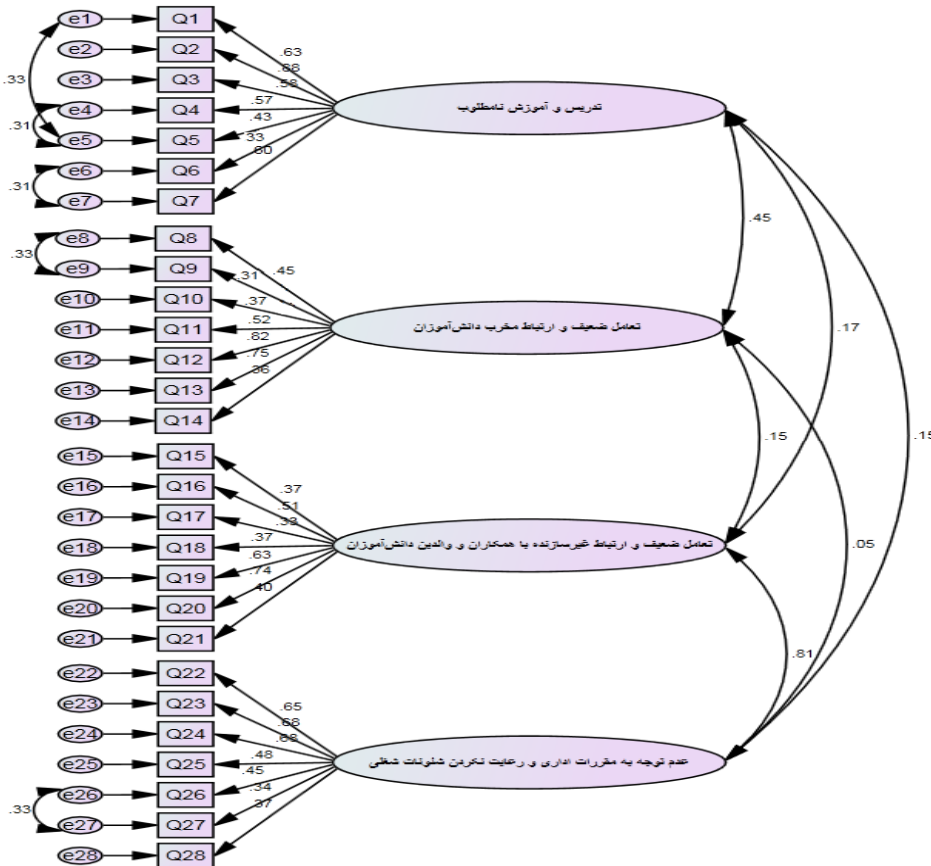 e1 Q1
e2 Q2
e3 Q3
e4 Q4
e5 Q5
e6 Q6
e7 Q7
.33
.31
.31
.63
.68
.58
.57
.43
.33
.60
تدریس و آموزش نامطلوب
e8 Q8
e9 Q9
e10 Q10
e11 Q11
e12 Q12
e13 Q13
e14 Q14
.33
.45
.31
.37
.52
.82
.75
.36
تعامل ضعیف و ارتباط مخرب دانش‌آموزان
e15 Q15
e16 Q16
e17 Q17
e18 Q18
e19 Q19
e20 Q20
e21 Q21
.37
.51
.33
.37
.63
.74
.40
تعامل ضعیف و ارتباط غیرسازنده با همکاران و والدین دانش‌آموزان
e22 Q22
e23 Q23
e24 Q24
e25 Q25
e26 Q26
e27 Q27
e28 Q28
.33
.65
.68
.68
.48
.45
.34
.37
عدم توجه به مقررات اداری و رعایت نکردن شئونات شغلی
.45
.17
.15
.15
.05
.81